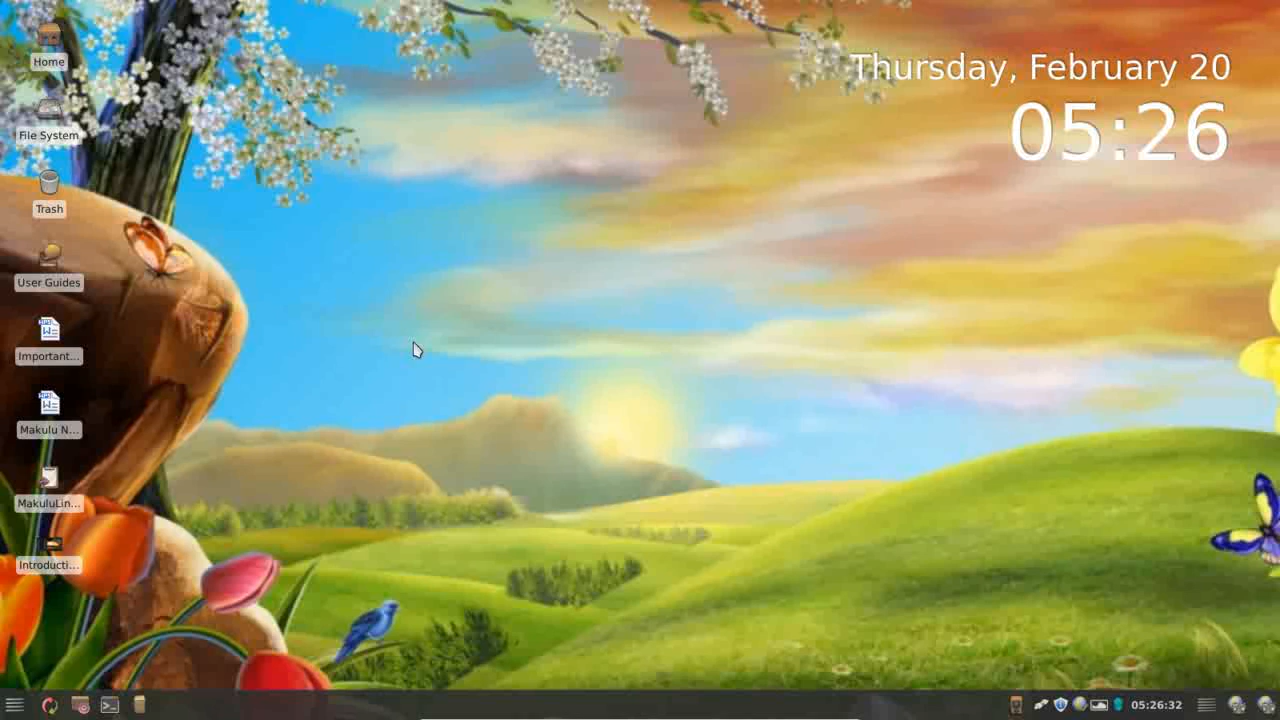 Home
File System
Trash
User Guides
Important...
Makulu N...
MakuluLin...
Introducti...
Thursday, February 20
05:26
05:26:32